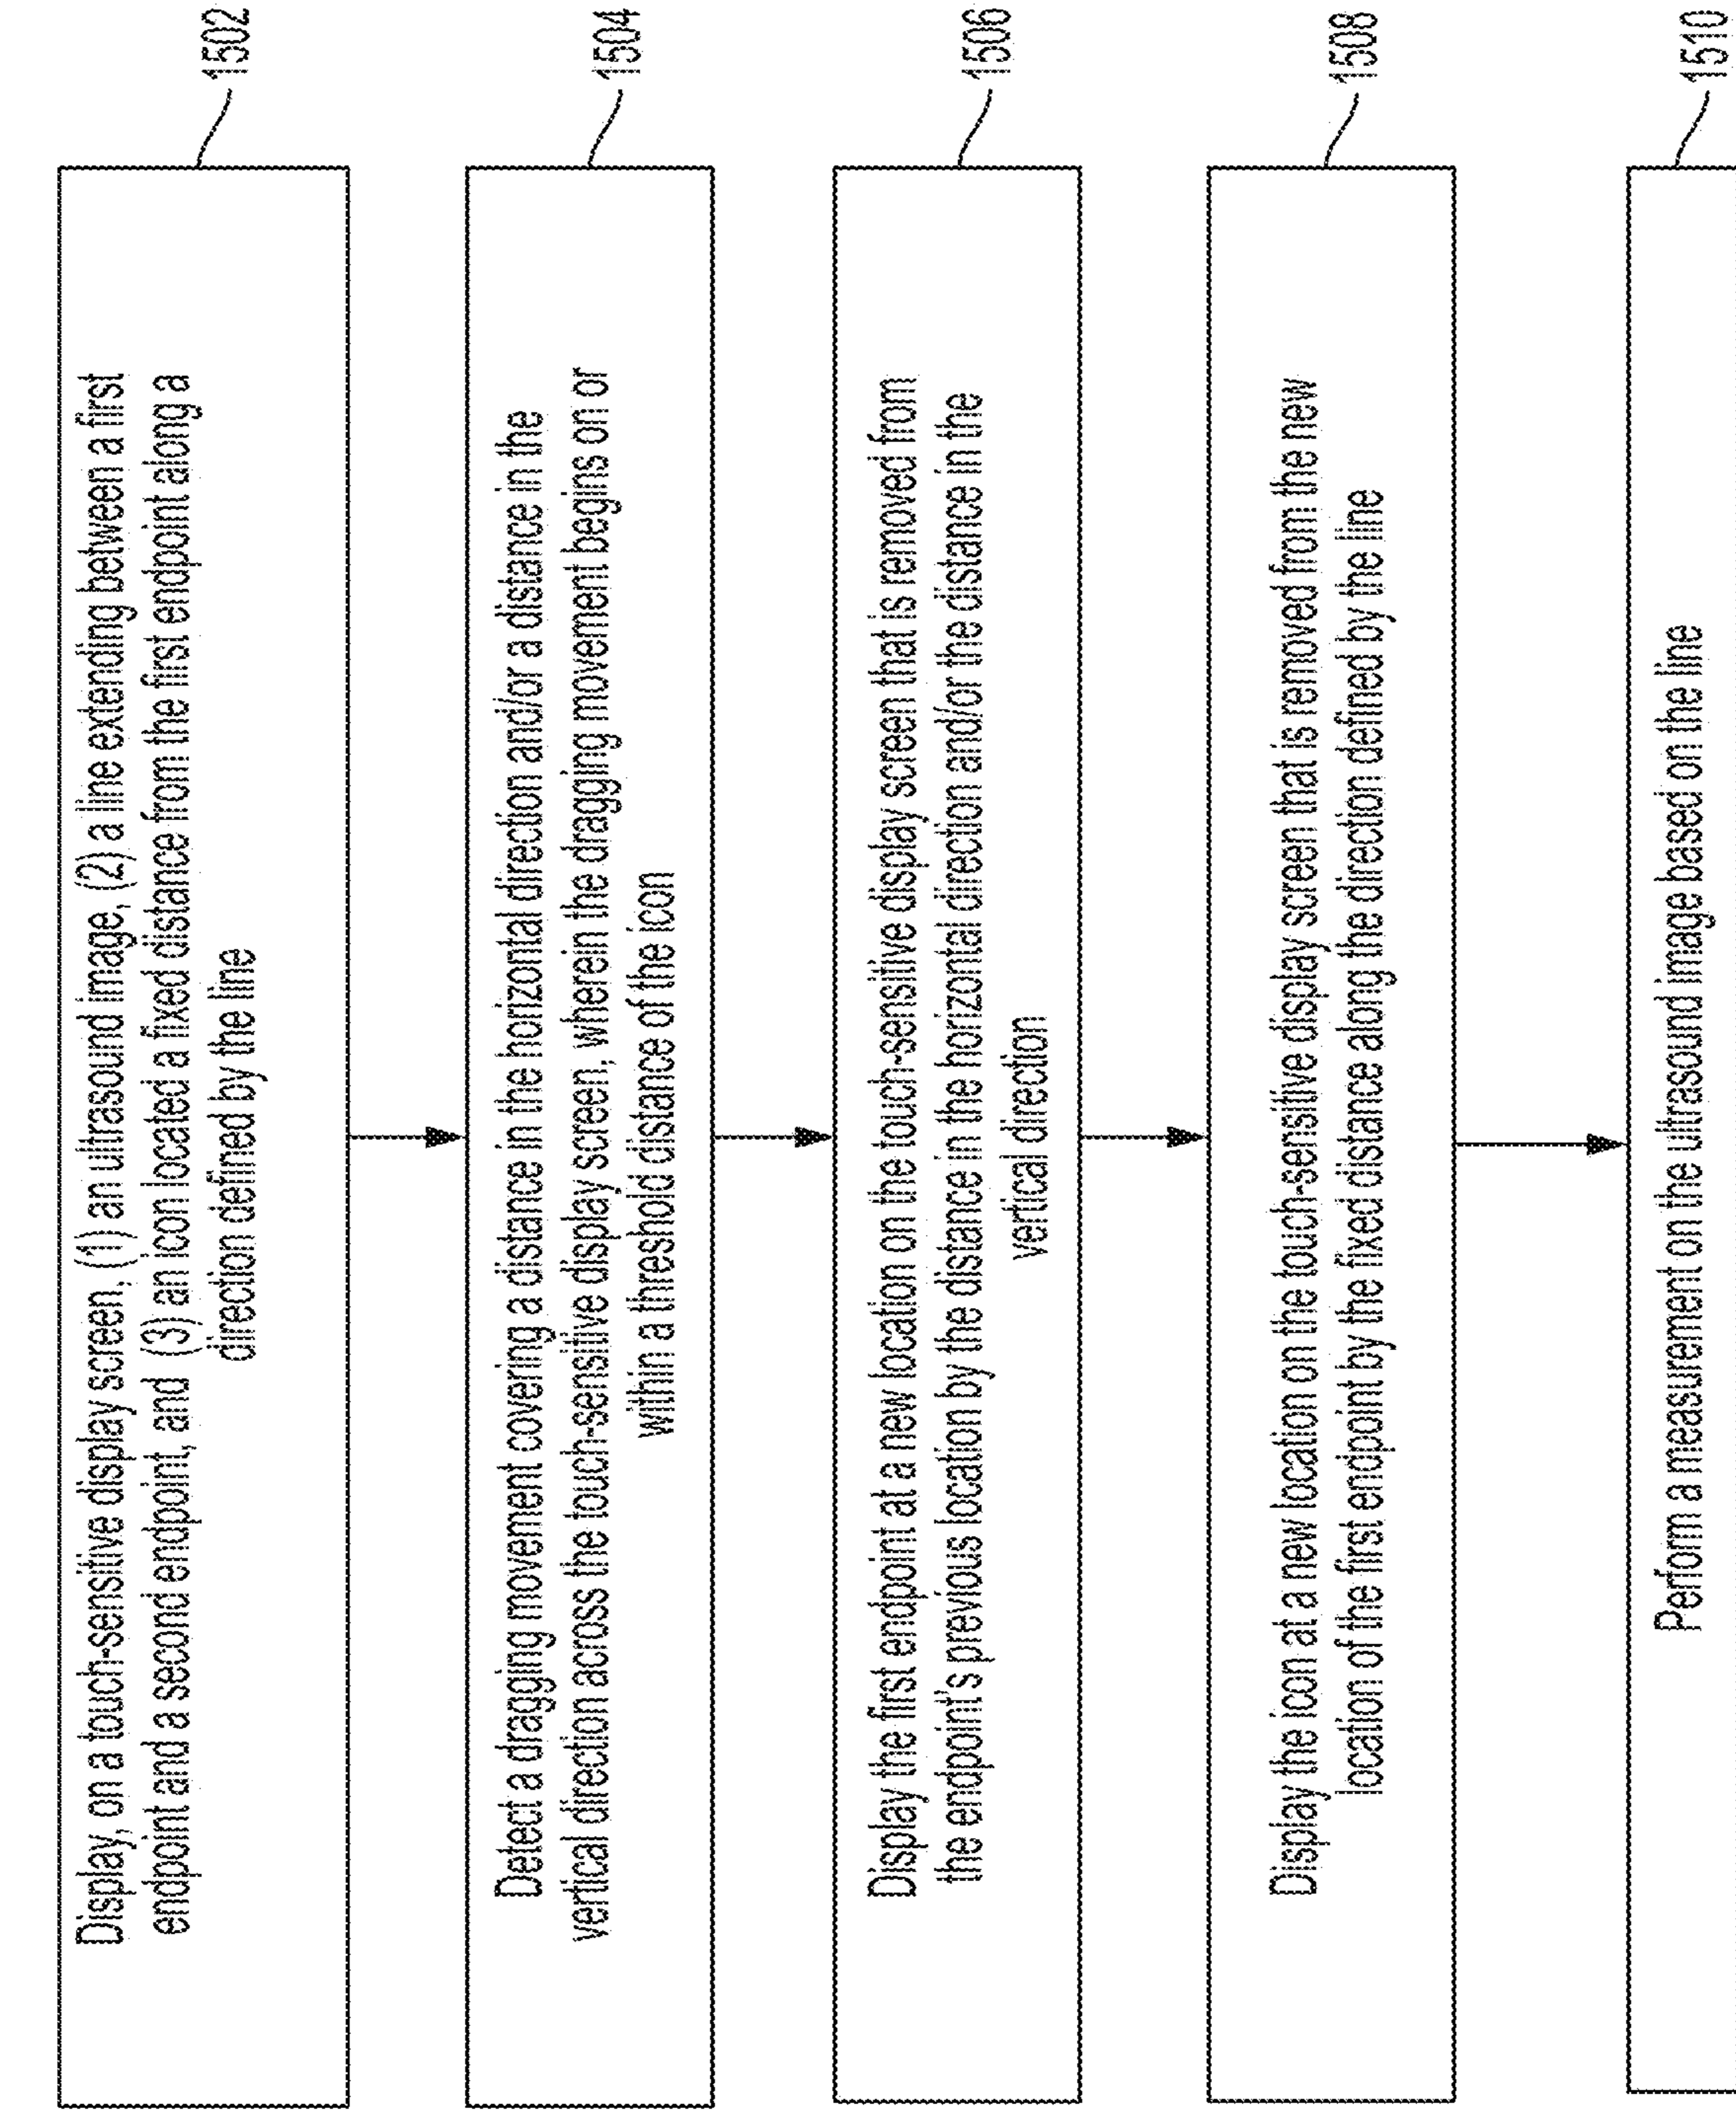 Display, on a touch-sensitive display screen, (1) an ultrasound image, (2) a line extending between a first
endpoint and a second endpoint, and (3) an icon located a fixed distance from the first endpoint along a
direction defined by the line
1502
Detect a dragging movement covering a distance in the horizontal direction and/or a distance in the
vertical direction across the touch-sensitive display screen, wherein the dragging movement begins on or
within a threshold distance of the icon
1504
Display the first endpoint at a new location on the touch-sensitive display screen that is removed from
the endpoint's previous location by the distance in the horizontal direction and/or the distance in the
vertical direction
1506
Display the icon at a new location on the touch-sensitive display screen that is removed from the new
location of the first endpoint by the fixed distance along the direction defined by the line
1508
Perform a measurement on the ultrasound image based on the line
1510